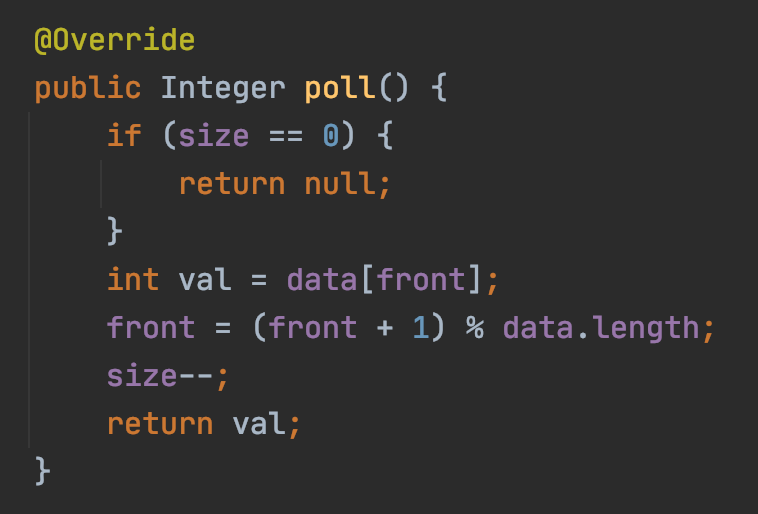 @Override
public Integer poll() {
    if (size == 0) {
        return null;
    }
    int val = data[front];
    front = (front + 1) % data.length;
    size--;
    return val;
}